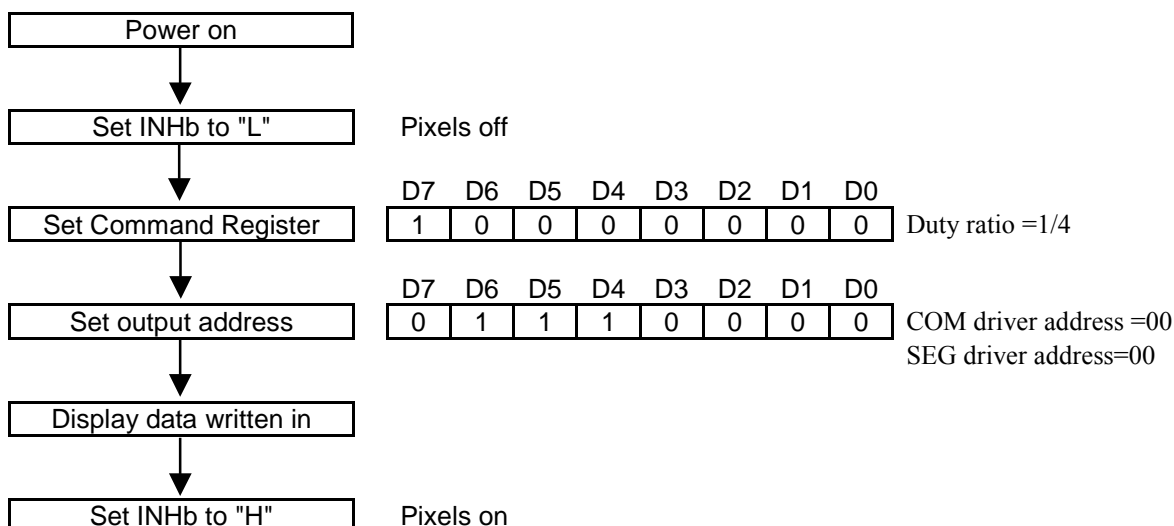 Power on
Set INHb to "L" Pixels off
D7 D6 D5 D4 D3 D2 D1 D0
Set Command Register 1 0 0 0 0 0 0 0 Duty ratio =1/4
D7 D6 D5 D4 D3 D2 D1 D0
Set output address 0 1 1 1 0 0 0 0 COM driver address =00
SEG driver address=00
Display data written in
Set INHb to "H" Pixels on